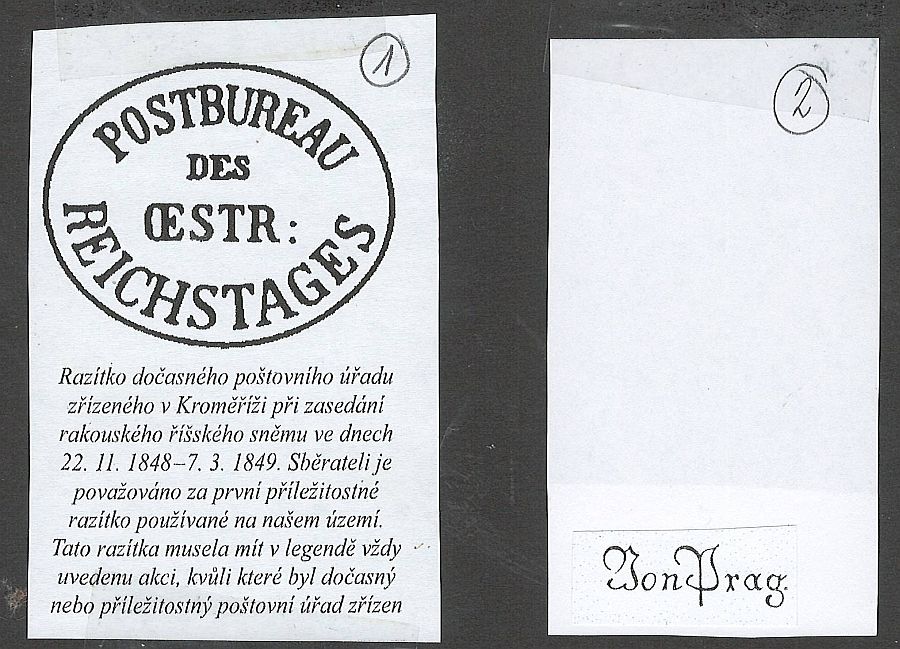 1
POSTBUREAU
DES
ŒSTR:
REICHSTAGES
Razítko dočasného poštovního úřadu
zřízeného v Kroměříži při zasedání
rakouského říšského sněmu ve dnech
22. 11. 1848–7. 3. 1849. Sběrateli je
považováno za první příležitostné
razítko používané na našem území.
Tato razítka musela mít v legendě vždy
uvedenu akci, kvůli které byl dočasný
nebo příležitostný poštovní úřad zřízen
2
Von Prag.